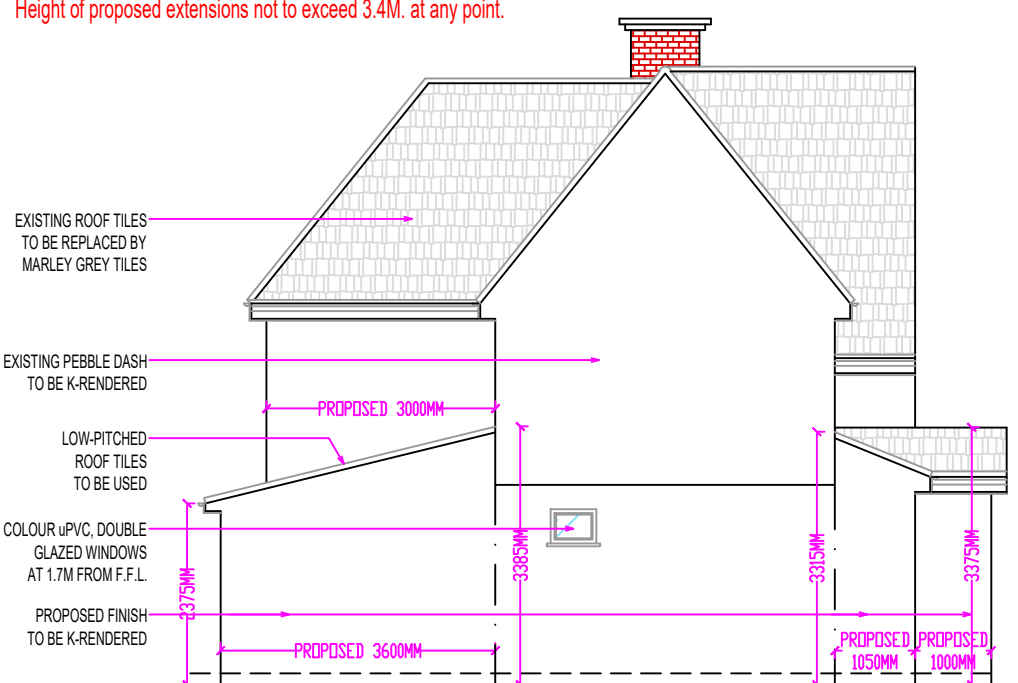 Height of proposed extensions not to exceed 3.4M. at any point.
EXISTING ROOF TILES
TO BE REPLACED BY
MARLEY GREY TILES
EXISTING PEBBLE DASH
TO BE K-RENDERED
PROPOSED 3000MM
LOW-PITCHED
ROOF TILES
TO BE USED
COLOUR uPVC, DOUBLE
GLAZED WINDOWS
AT 1.7M FROM F.F.L.
2375MM
3385MM
3315MM
3375MM
PROPOSED FINISH
TO BE K-RENDERED
PROPOSED 3600MM
PROPOSED
1050MM
PROPOSED
1000MM